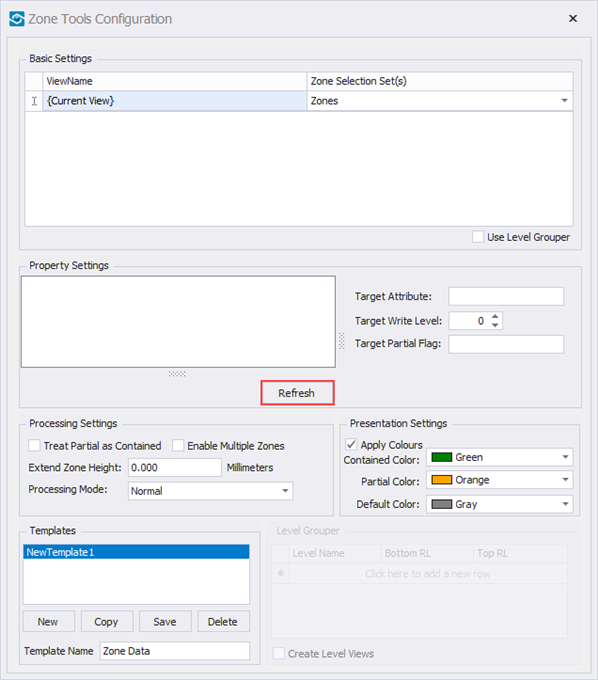 Zone Tools Configuration
Basic Settings
ViewName Zone Selection Set(s)
{Current View} Zones
Use Level Grouper
Property Settings
Target Attribute:
Target Write Level: 0
Target Partial Flag:
Refresh
Processing Settings
Treat Partial as Contained Enable Multiple Zones
Extend Zone Height: 0.000 Millimeters
Processing Mode: Normal
Presentation Settings
Apply Colours
Contained Color: Green
Partial Color: Orange
Default Color: Gray
Templates
NewTemplate1
New Copy Save Delete
Template Name Zone Data
Level Grouper
Level Name Bottom RL Top RL
Click here to add a new row
Create Level Views